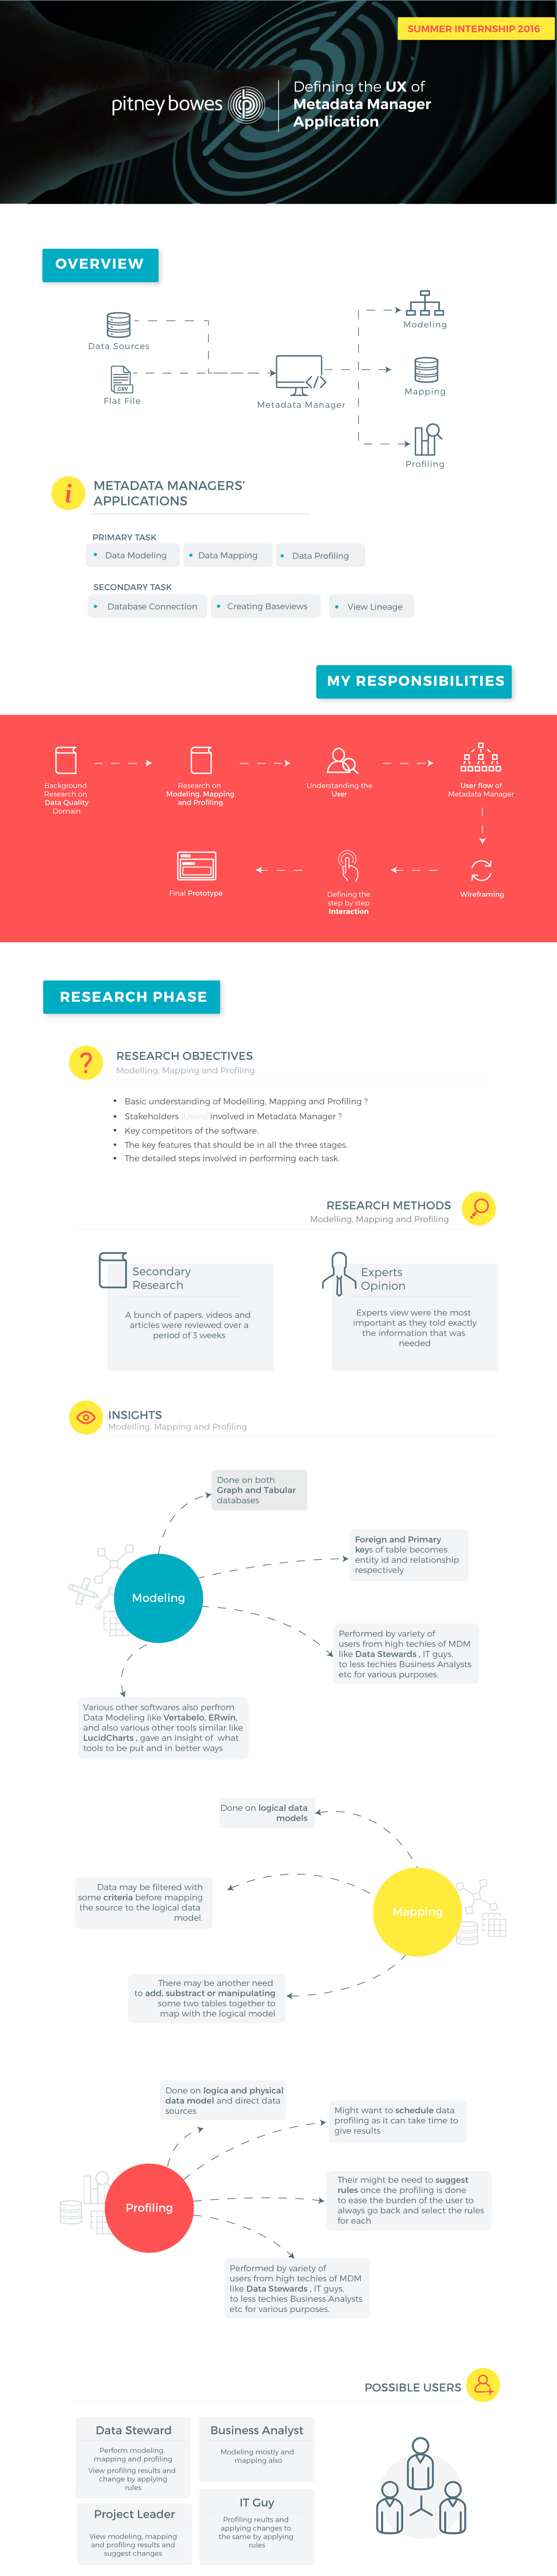 SUMMER INTERNSHIP 2016
pitney bowes
Defining the UX of
Metadata Manager
Application
OVERVIEW
Data Sources
.CSV
Flat File
Metadata Manager
Modeling
Mapping
Profiling
i
METADATA MANAGERS'
APPLICATIONS
PRIMARY TASK
• Data Modeling
• Data Mapping
• Data Profiling
SECONDARY TASK
• Database Connection
• Creating Baseviews
• View Lineage
MY RESPONSIBILITIES
Background
Research on
Data Quality
Domain
Research on
Modeling, Mapping
and Profiling
Understanding the
User
User flow of
Metadata Manager
Final Prototype
Defining the
step by step
Interaction
Wireframing
RESEARCH PHASE
?
RESEARCH OBJECTIVES
Modelling, Mapping and Profiling
• Basic understanding of Modelling, Mapping and Profiling ?
• Stakeholders (Users) involved in Metadata Manager ?
• Key competitors of the software.
• The key features that should be in all the three stages.
• The detailed steps involved in performing each task.
RESEARCH METHODS
Modelling, Mapping and Profiling
Secondary
Research
A bunch of papers, videos and
articles were reviewed over a
period of 3 weeks
Experts
Opinion
Experts view were the most
important as they told exactly
the information that was
needed
INSIGHTS
Modelling, Mapping and Profiling
Modeling
Done on both
Graph and Tabular
databases
Foreign and Primary
keys of table becomes
entity id and relationship
respectively
Performed by variety of
users from high techies of MDM
like Data Stewards , IT guys,
to less techies Business Analysts
etc for various purposes.
Various other softwares also perfrom
Data Modeling like Vertabelo, ERwin,
and also various other tools similar like
LucidCharts , gave an insight of what
tools to be put and in better ways
Mapping
Done on logical data
models
Data may be filtered with
some criteria before mapping
the source to the logical data
model.
There may be another need
to add, substract or manipulating
some two tables together to
map with the logical model
Profiling
Done on logica and physical
data model and direct data
sources
Might want to schedule data
profiling as it can take time to
give results
Their might be need to suggest
rules once the profiling is done
to ease the burden of the user to
always go back and select the rules
for each
Performed by variety of
users from high techies of MDM
like Data Stewards , IT guys,
to less techies Business Analysts
etc for various purposes.
POSSIBLE USERS
Data Steward
Perform modeling,
mapping and profiling
View profiling results and
change by applying
rules
Business Analyst
Modeling mostly and
mapping also
Project Leader
View modeling, mapping
and profiling results and
suggest changes
IT Guy
Profiling reults and
applying changes to
the same by applying
rules